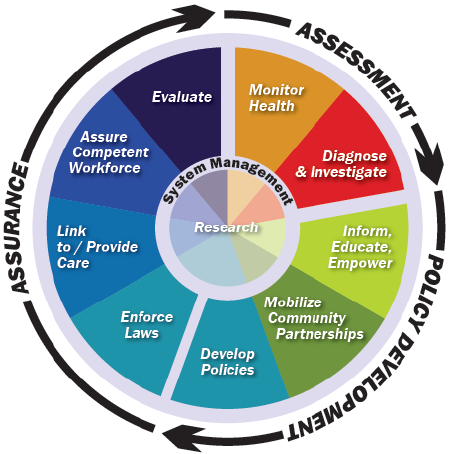 ASSESSMENT
Monitor
Health
Diagnose
& Investigate
POLICY DEVELOPMENT
Inform,
Educate,
Empower
Mobilize
Community
Partnerships
Develop
Policies
ASSURANCE
Enforce
Laws
Link
to / Provide
Care
Assure
Competent
Workforce
Evaluate
System Management
Research